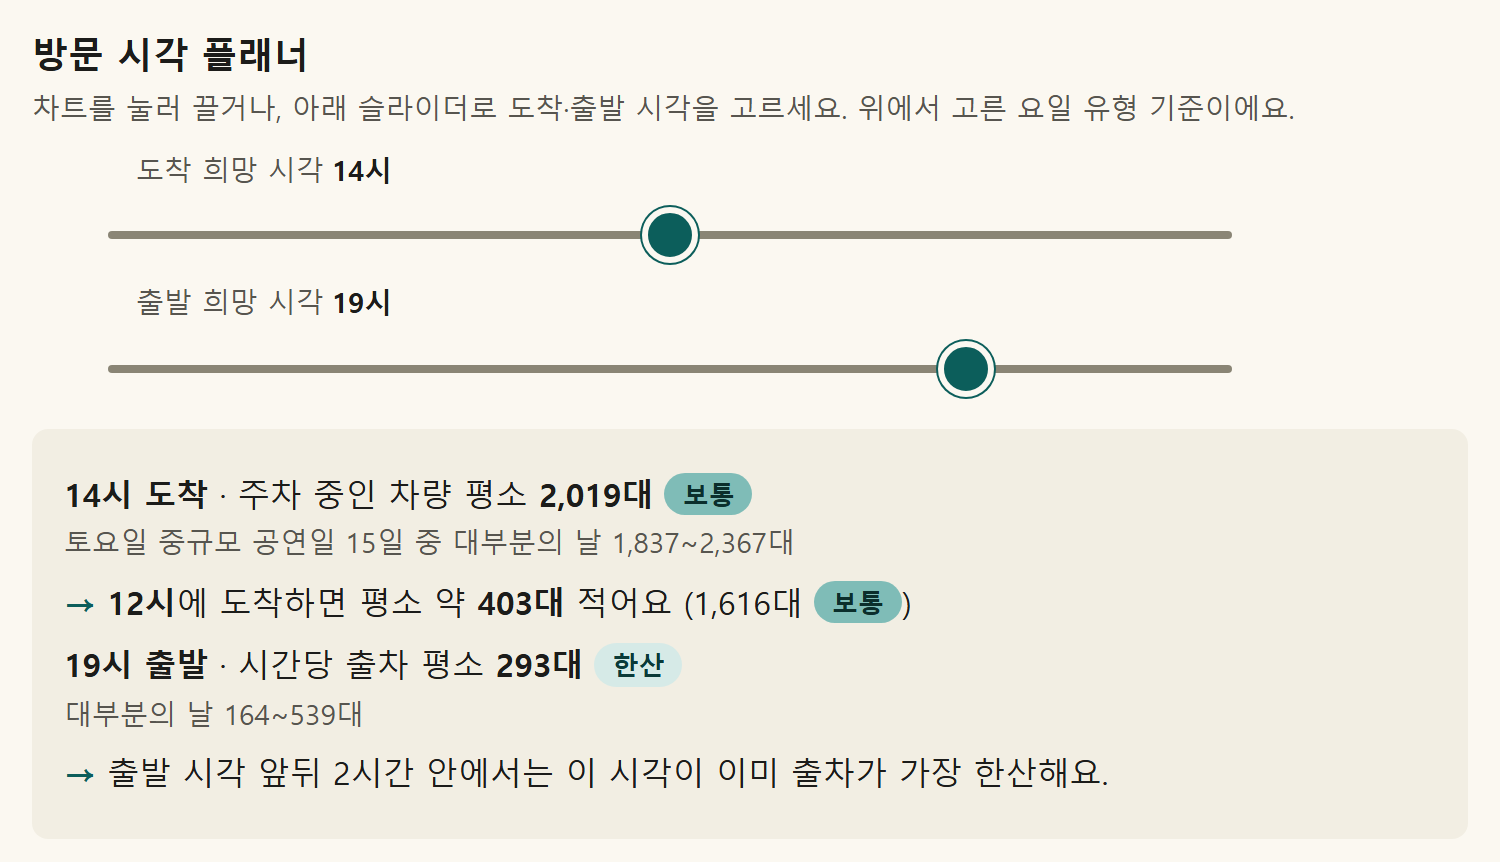 방문 시각 플래너
차트를 눌러 끌거나, 아래 슬라이더로 도착·출발 시각을 고르세요. 위에서 고른 요일 유형 기준이에요.
도착 희망 시각 14시
출발 희망 시각 19시
14시 도착 · 주차 중인 차량 평소 2,019대 보통
토요일 중규모 공연일 15일 중 대부분의 날 1,837~2,367대
→ 12시에 도착하면 평소 약 403대 적어요 (1,616대 보통)
19시 출발 · 시간당 출차 평소 293대 한산
대부분의 날 164~539대
→ 출발 시각 앞뒤 2시간 안에서는 이 시각이 이미 출차가 가장 한산해요.